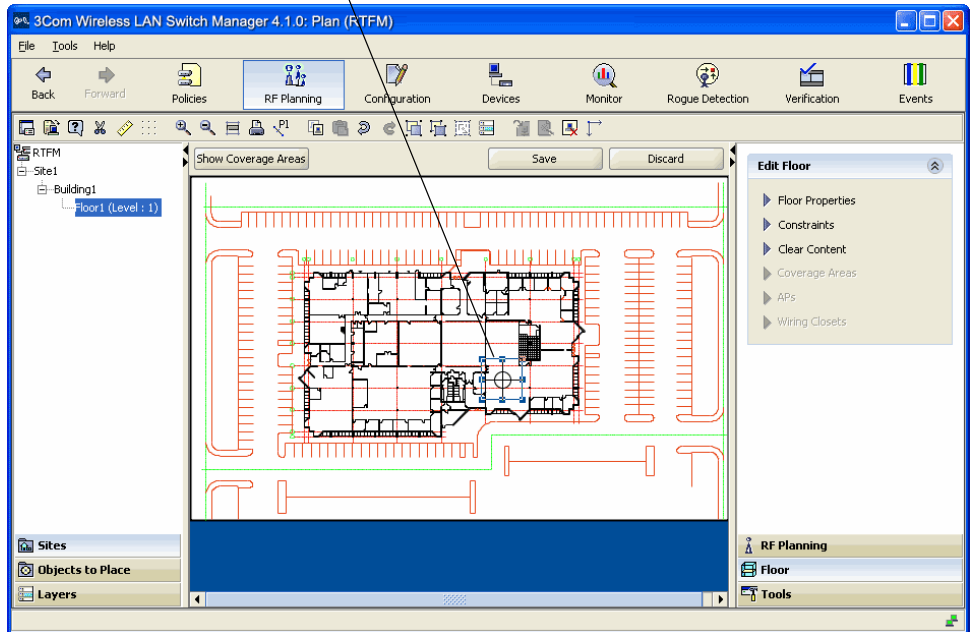 3Com Wireless LAN Switch Manager 4.1.0: Plan (RTFM)
File Tools Help
Back Forward Policies RF Planning Configuration Devices Monitor Rogue Detection Verification Events
P1
RTFM
Site1
Building1
Floor1 (Level : 1)
Show Coverage Areas Save Discard
Edit Floor
Floor Properties
Constraints
Clear Content
Coverage Areas
APs
Wiring Closets
Sites
Objects to Place
Layers
RF Planning
Floor
Tools